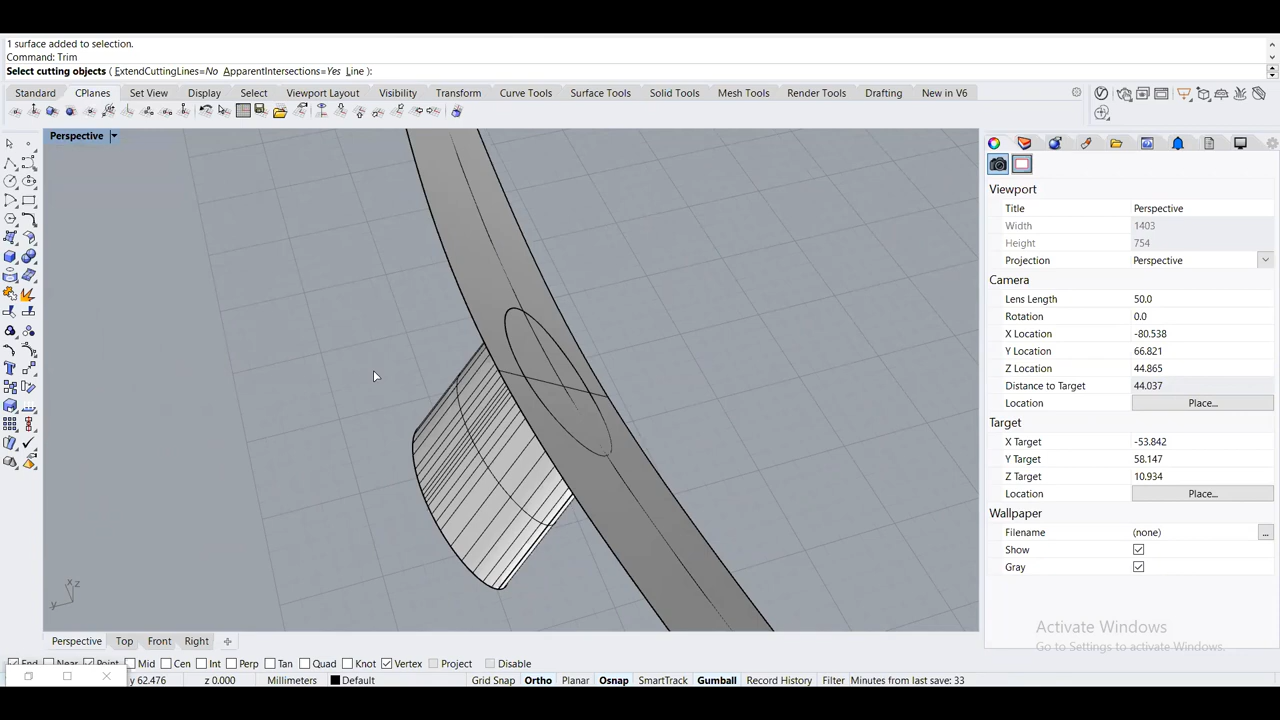 1 surface added to selection.
Command: Trim
Select cutting objects ( ExtendCuttingLines=No ApparentIntersections=Yes Line ):
Standard CPlanes Set View Display Select Viewport Layout Visibility Transform Curve Tools Surface Tools Solid Tools Mesh Tools Render Tools Drafting New in V6
Perspective
Viewport
Title Perspective
Width 1403
Height 754
Projection Perspective
Camera
Lens Length 50.0
Rotation 0.0
X Location -80.538
Y Location 66.821
Z Location 44.865
Distance to Target 44.037
Location Place...
Target
X Target -53.842
Y Target 58.147
Z Target 10.934
Location Place...
Wallpaper
Filename (none) ...
Show
Gray
z
x
y
Activate Windows
Go to Settings to activate Windows.
Perspective Top Front Right
End Near Point Mid Cen Int Perp Tan Quad Knot Vertex Project Disable
y 62.476 z 0.000 Millimeters Default Grid Snap Ortho Planar Osnap SmartTrack Gumball Record History Filter Minutes from last save: 33